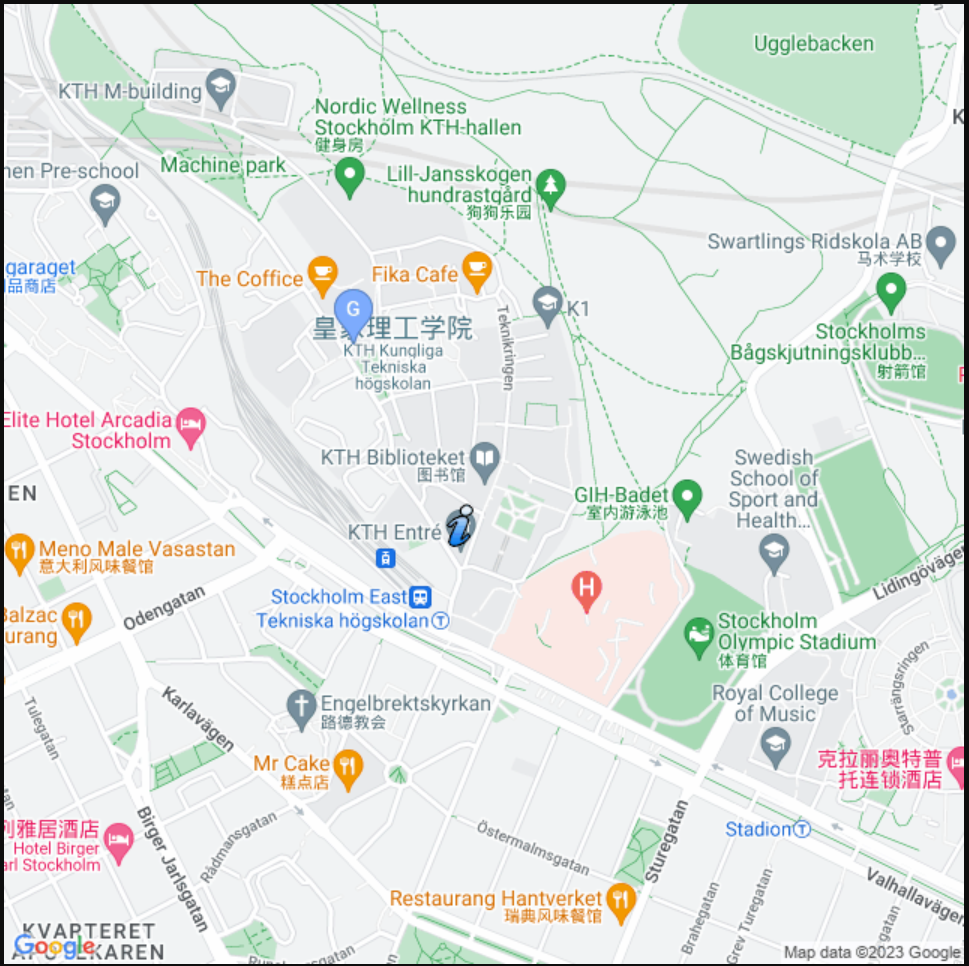 Ugglebacken
KTH M-building
Nordic Wellness
Stockholm KTH-hallen
健身房
Machine park
Pre-school
Lill-Jansskogen
hundrastgård
狗狗乐园
Swartlings Ridskola AB
马术学校
garaget
品商店
The Coffice
Fika Cafe
G
K1
皇家理工学院
KTH Kungliga
Tekniska
högskolan
Teknikringen
Stockholms
Bågskjutningsklubb...
射箭馆
Elite Hotel Arcadia
Stockholm
KTH Biblioteket
图书馆
Swedish
School of
Sport and
Health...
GIH-Badet
室内游泳池
EN
KTH Entré
i
Meno Male Vasastan
意大利风味餐馆
H
Lidingövägen
Stockholm East
Tekniska högskolan T
Odengatan
Balzac
urang
Stockholm
Olympic Stadium
体育馆
Starrängsringen
Royal College
of Music
Tulegatan
Karlavägen
Engelbrektskyrkan
路德教会
Mr Cake
糕点店
克拉丽奥特普
托连锁酒店
列雅居酒店
Hotel Birger
arl Stockholm
Birger Jarlsgatan
Rådmansgatan
Östermalmsgatan
Sturegatan
Stadion T
Valhallavägen
Restaurang Hantverket
瑞典风味餐馆
Brahegatan
Grev Turegatan
KVARTERET
Google
Map data ©2023 Google